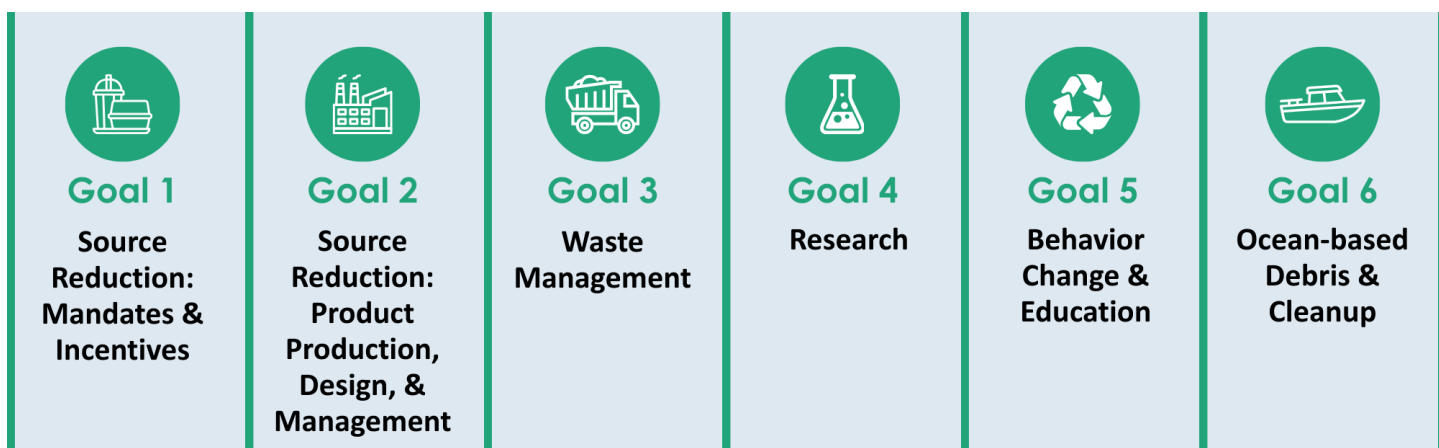 Goal 1
Source
Reduction:
Mandates &
Incentives
Goal 2
Source
Reduction:
Product
Production,
Design, &
Management
Goal 3
Waste
Management
Goal 4
Research
Goal 5
Behavior
Change &
Education
Goal 6
Ocean-based
Debris &
Cleanup